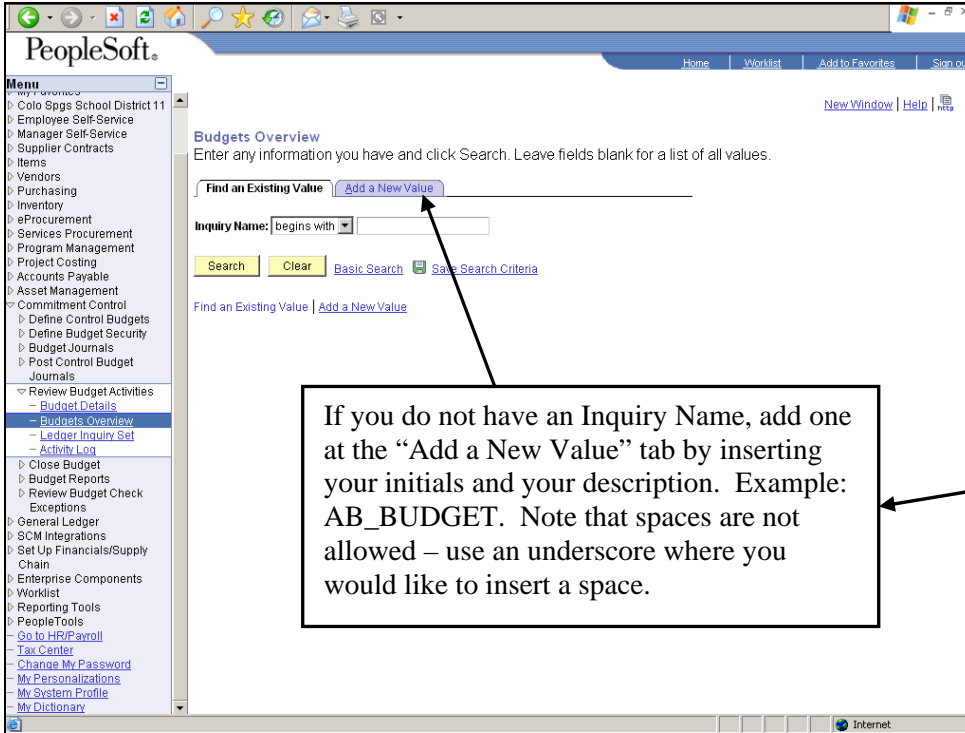 PeopleSoft®
Home | Worklist | Add to Favorites | Sign ou
Menu
My Favorites
Colo Spgs School District 11
Employee Self-Service
Manager Self-Service
Supplier Contracts
Items
Vendors
Purchasing
Inventory
eProcurement
Services Procurement
Program Management
Project Costing
Accounts Payable
Asset Management
Commitment Control
Define Control Budgets
Define Budget Security
Budget Journals
Post Control Budget
Journals
Review Budget Activities
– Budget Details
– Budgets Overview
– Ledger Inquiry Set
– Activity Log
Close Budget
Budget Reports
Review Budget Check
Exceptions
General Ledger
SCM Integrations
Set Up Financials/Supply
Chain
Enterprise Components
Worklist
Reporting Tools
PeopleTools
– Go to HR/Payroll
– Tax Center
– Change My Password
– My Personalizations
– My System Profile
– My Dictionary
New Window | Help | http
Budgets Overview
Enter any information you have and click Search. Leave fields blank for a list of all values.
Find an Existing Value Add a New Value
Inquiry Name: begins with
Search Clear Basic Search Save Search Criteria
Find an Existing Value | Add a New Value
If you do not have an Inquiry Name, add one
at the “Add a New Value” tab by inserting
your initials and your description. Example:
AB_BUDGET. Note that spaces are not
allowed – use an underscore where you
would like to insert a space.
Internet